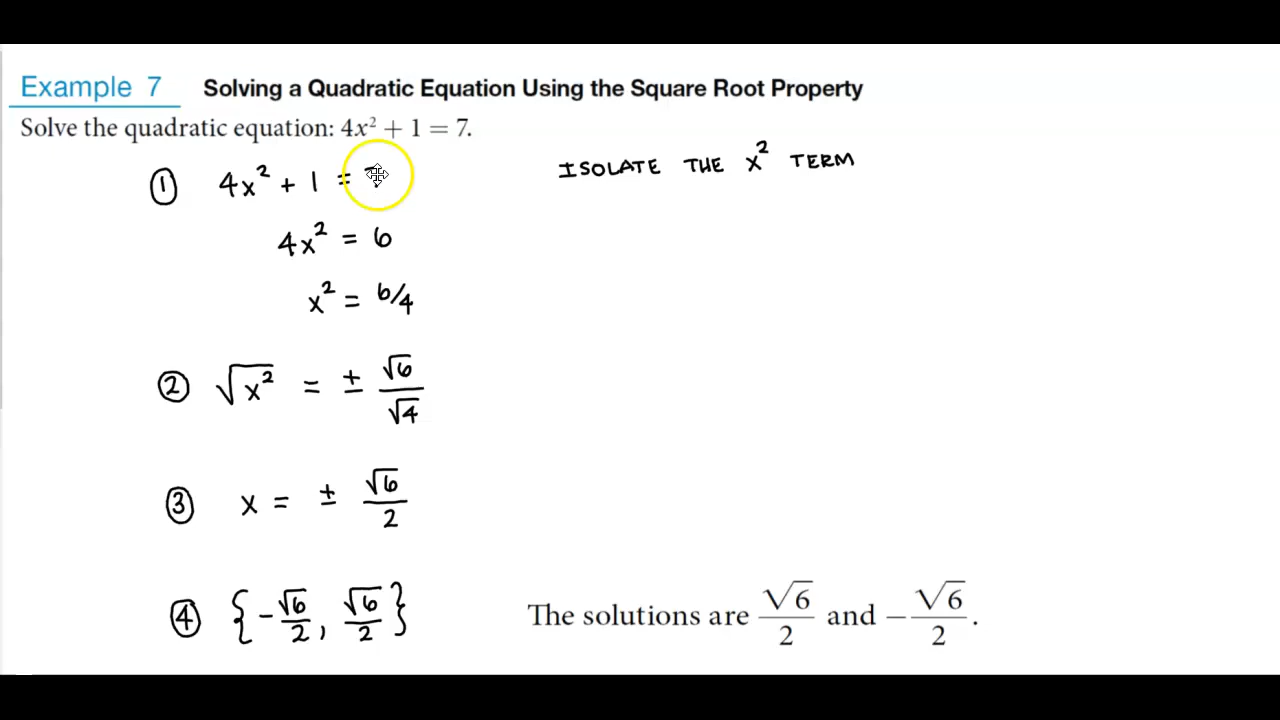 Example 7 Solving a Quadratic Equation Using the Square Root Property
Solve the quadratic equation: 4x² + 1 = 7.
① 4x² + 1 =
ISOLATE THE x² TERM
4x² = 6
x² = 6/4
② √x² = ± √6/√4
③ x = ± √6/2
④ {-√6/2, √6/2}
The solutions are √6/2 and −√6/2.